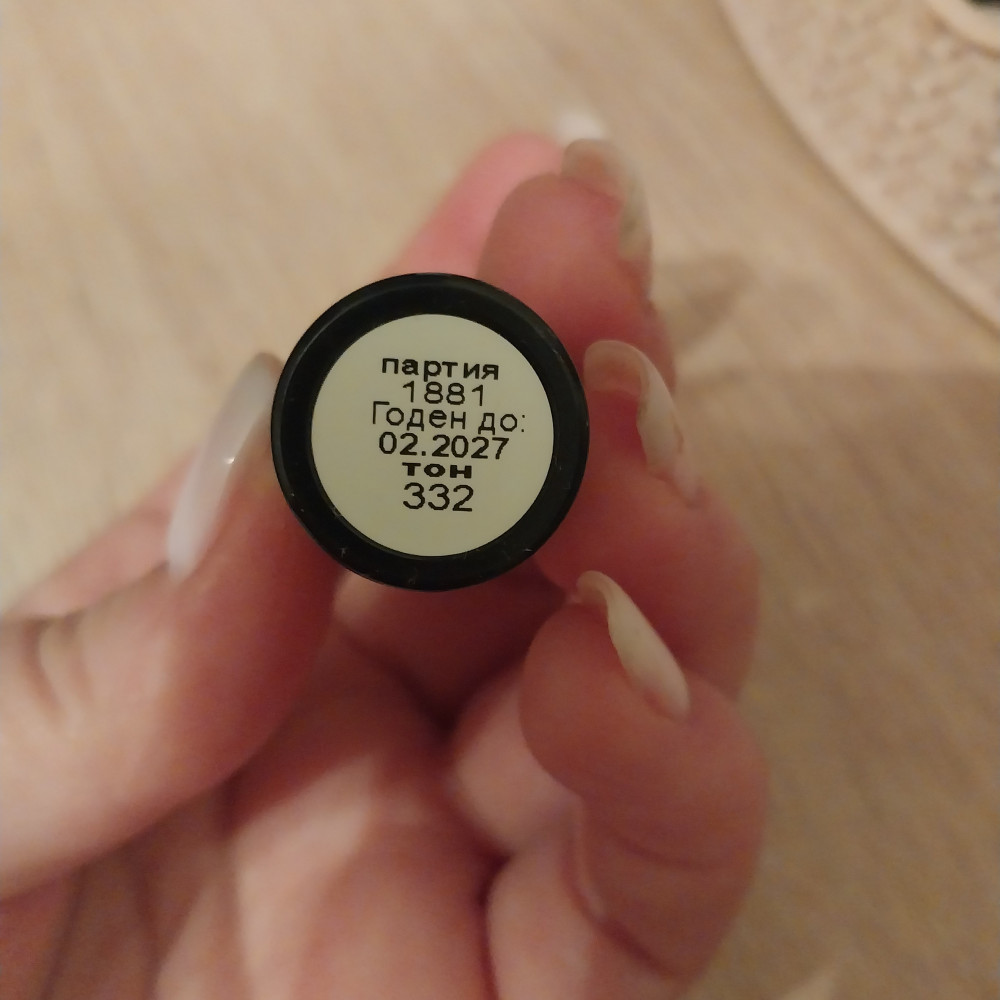 партия
1881
Годен до:
02.2027
тон
332